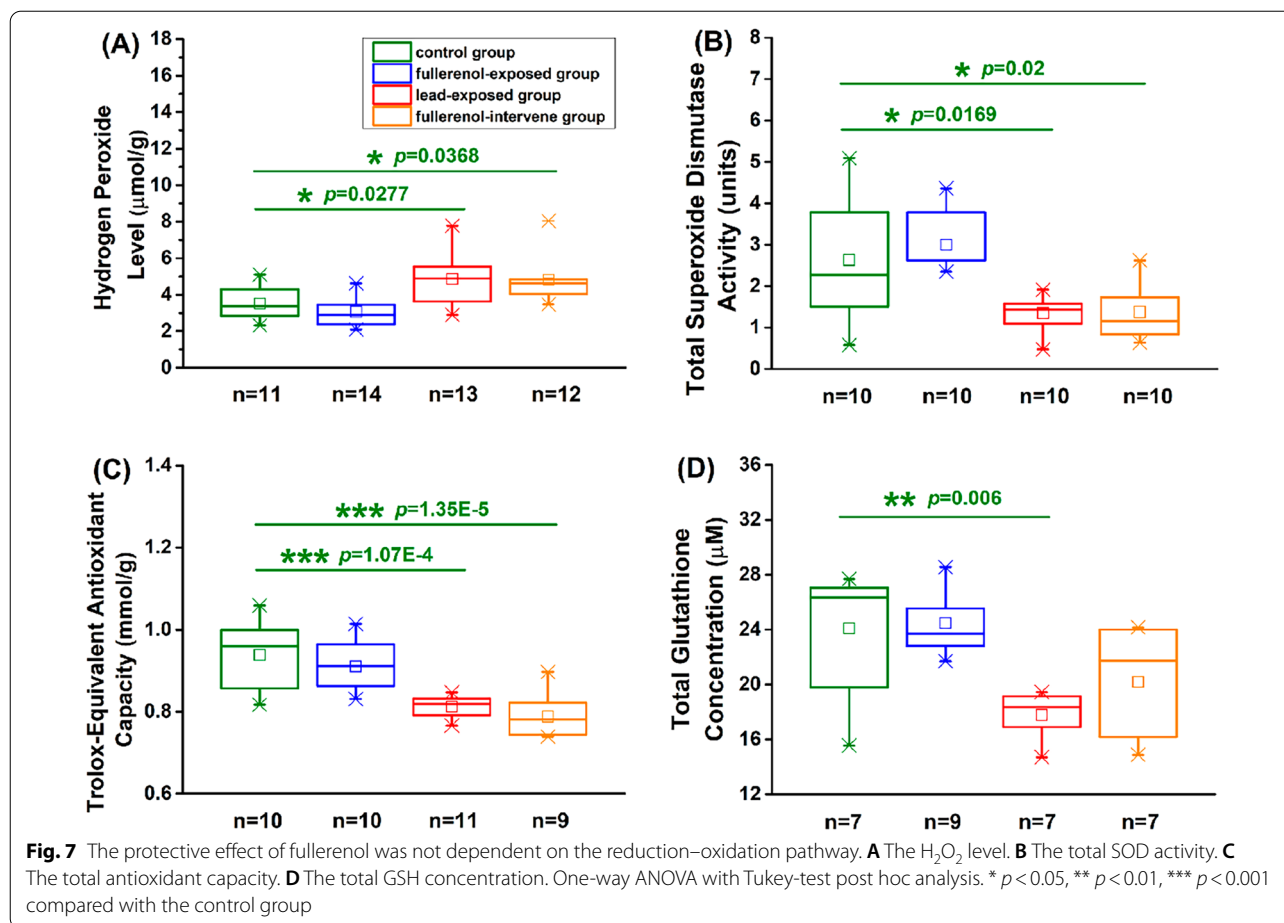 (A)
Hydrogen Peroxide
Level (μmol/g)
18
16
14
12
10
8
6
4
2
0
control group
fullerenol-exposed group
lead-exposed group
fullerenol-intervene group
* p=0.0368
* p=0.0277
n=11 n=14 n=13 n=12
(B)
Total Superoxide Dismutase
Activity (units)
8
7
6
5
4
3
2
1
0
* p=0.02
* p=0.0169
n=10 n=10 n=10 n=10
(C)
Trolox-Equivalent Antioxidant
Capacity (mmol/g)
1.4
1.2
1.0
0.8
0.6
*** p=1.35E-5
*** p=1.07E-4
n=10 n=10 n=11 n=9
(D)
Total Glutathione
Concentration (μM)
36
32
28
24
20
16
12
** p=0.006
n=7 n=9 n=7 n=7
Fig. 7 The protective effect of fullerenol was not dependent on the reduction–oxidation pathway. A The H₂O₂ level. B The total SOD activity. C
The total antioxidant capacity. D The total GSH concentration. One-way ANOVA with Tukey-test post hoc analysis. * p < 0.05, ** p < 0.01, *** p < 0.001
compared with the control group